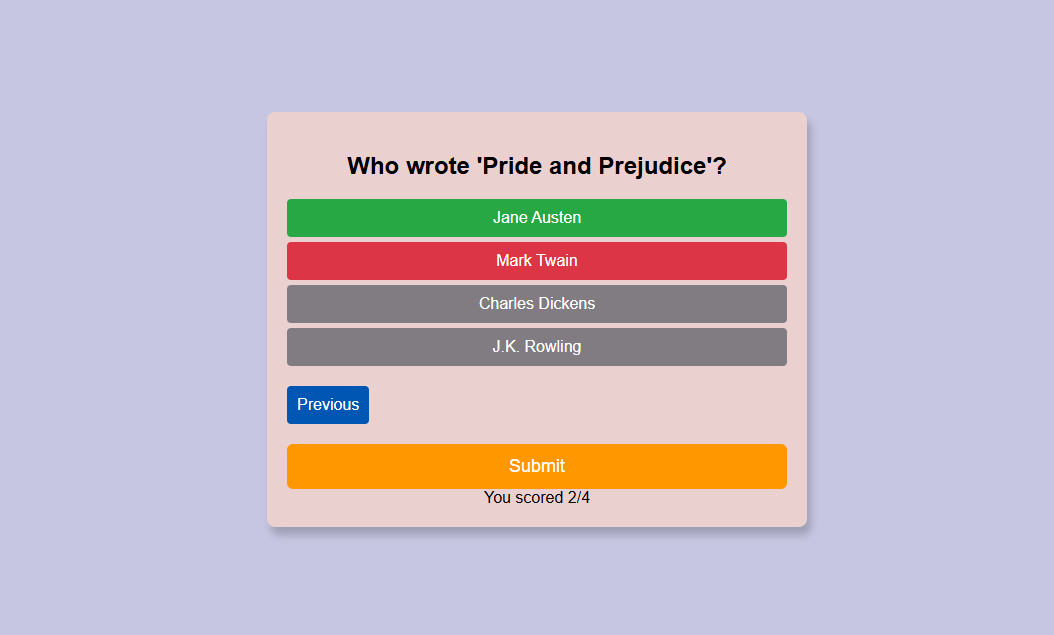 Who wrote 'Pride and Prejudice'?
Jane Austen
Mark Twain
Charles Dickens
J.K. Rowling
Previous
Submit
You scored 2/4